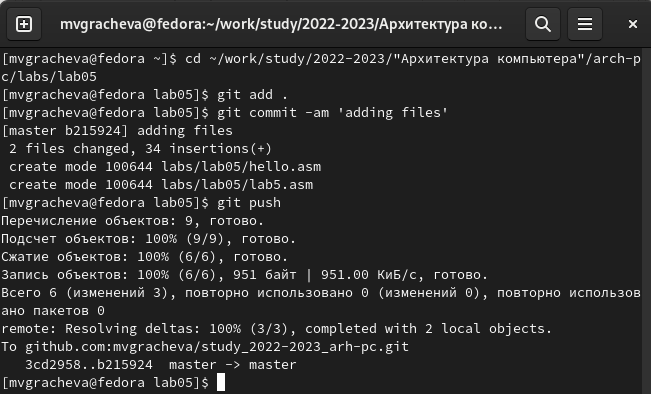 mvgracheva@fedora:~/work/study/2022-2023/Архитектура ко...
[mvgracheva@fedora ~]$ cd ~/work/study/2022-2023/"Архитектура компьютера"/arch-p
c/labs/lab05
[mvgracheva@fedora lab05]$ git add .
[mvgracheva@fedora lab05]$ git commit -am 'adding files'
[master b215924] adding files
 2 files changed, 34 insertions(+)
 create mode 100644 labs/lab05/hello.asm
 create mode 100644 labs/lab05/lab5.asm
[mvgracheva@fedora lab05]$ git push
Перечисление объектов: 9, готово.
Подсчет объектов: 100% (9/9), готово.
Сжатие объектов: 100% (6/6), готово.
Запись объектов: 100% (6/6), 951 байт | 951.00 КиБ/с, готово.
Всего 6 (изменений 3), повторно использовано 0 (изменений 0), повторно использов
ано пакетов 0
remote: Resolving deltas: 100% (3/3), completed with 2 local objects.
To github.com:mvgracheva/study_2022-2023_arh-pc.git
   3cd2958..b215924  master -> master
[mvgracheva@fedora lab05]$